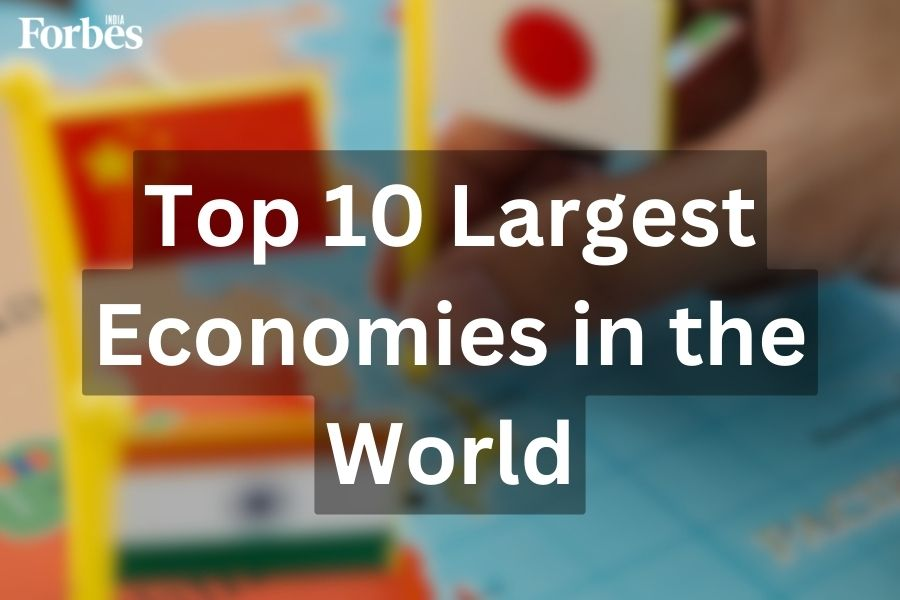 INDIA
Forbes
Top 10 Largest
Economies in the
World